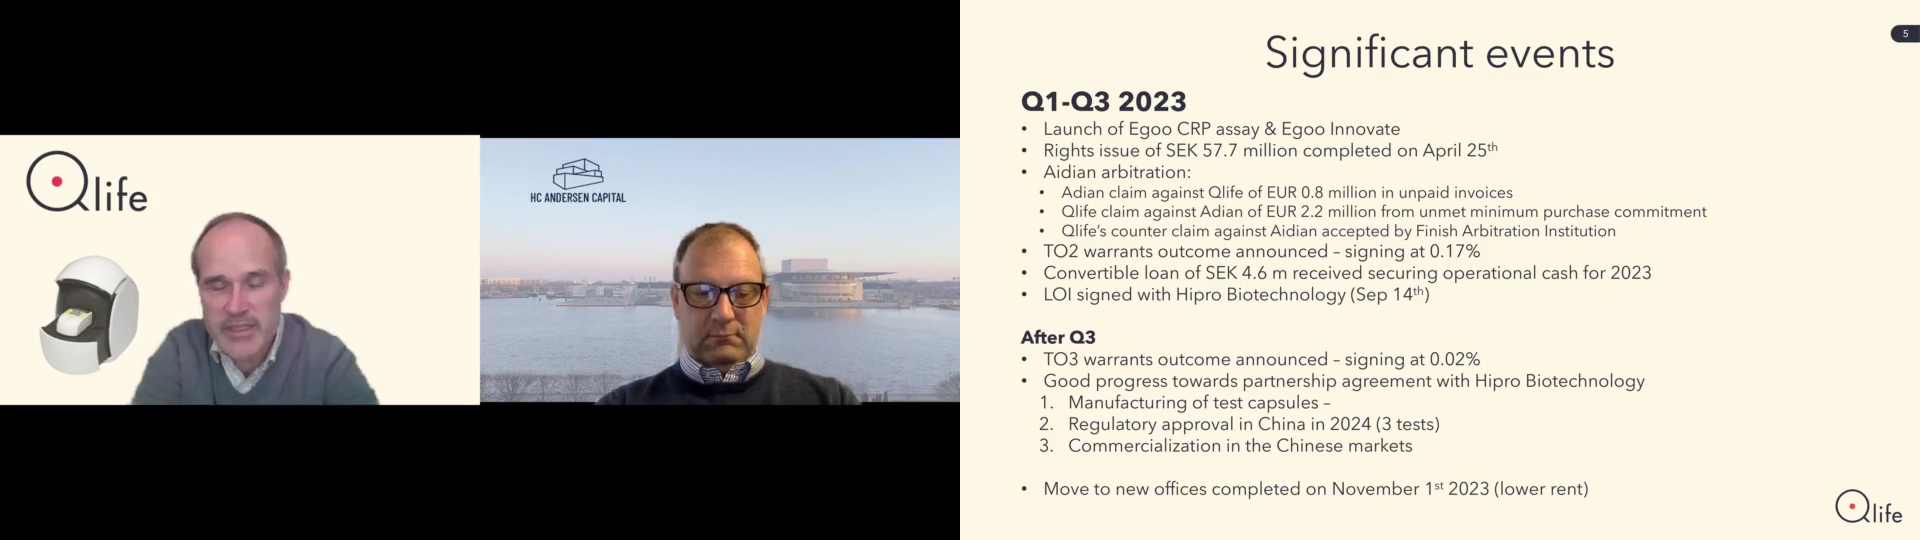 Qlife
HC ANDERSEN CAPITAL
5
Significant events
Q1-Q3 2023
• Launch of Egoo CRP assay & Egoo Innovate
• Rights issue of SEK 57.7 million completed on April 25th
• Aidian arbitration:
• Adian claim against Qlife of EUR 0.8 million in unpaid invoices
• Qlife claim against Adian of EUR 2.2 million from unmet minimum purchase commitment
• Qlife's counter claim against Aidian accepted by Finish Arbitration Institution
• TO2 warrants outcome announced – signing at 0.17%
• Convertible loan of SEK 4.6 m received securing operational cash for 2023
• LOI signed with Hipro Biotechnology (Sep 14th)
After Q3
• TO3 warrants outcome announced – signing at 0.02%
• Good progress towards partnership agreement with Hipro Biotechnology
1. Manufacturing of test capsules –
2. Regulatory approval in China in 2024 (3 tests)
3. Commercialization in the Chinese markets
• Move to new offices completed on November 1st 2023 (lower rent)
Qlife